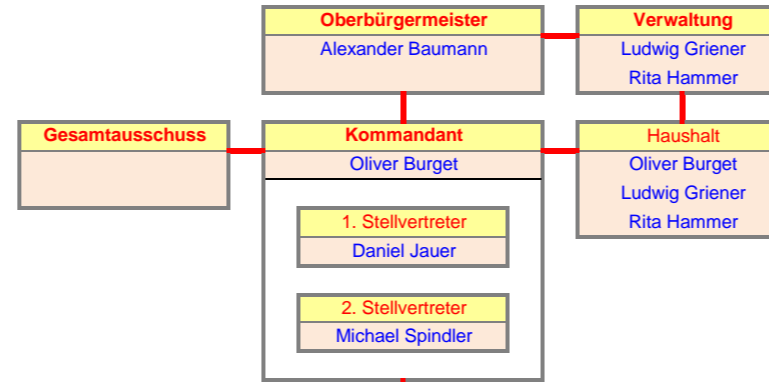 Oberbürgermeister
Alexander Baumann
Verwaltung
Ludwig Griener
Rita Hammer
Gesamtausschuss
Kommandant
Oliver Burget
Haushalt
Oliver Burget
Ludwig Griener
Rita Hammer
1. Stellvertreter
Daniel Jauer
2. Stellvertreter
Michael Spindler